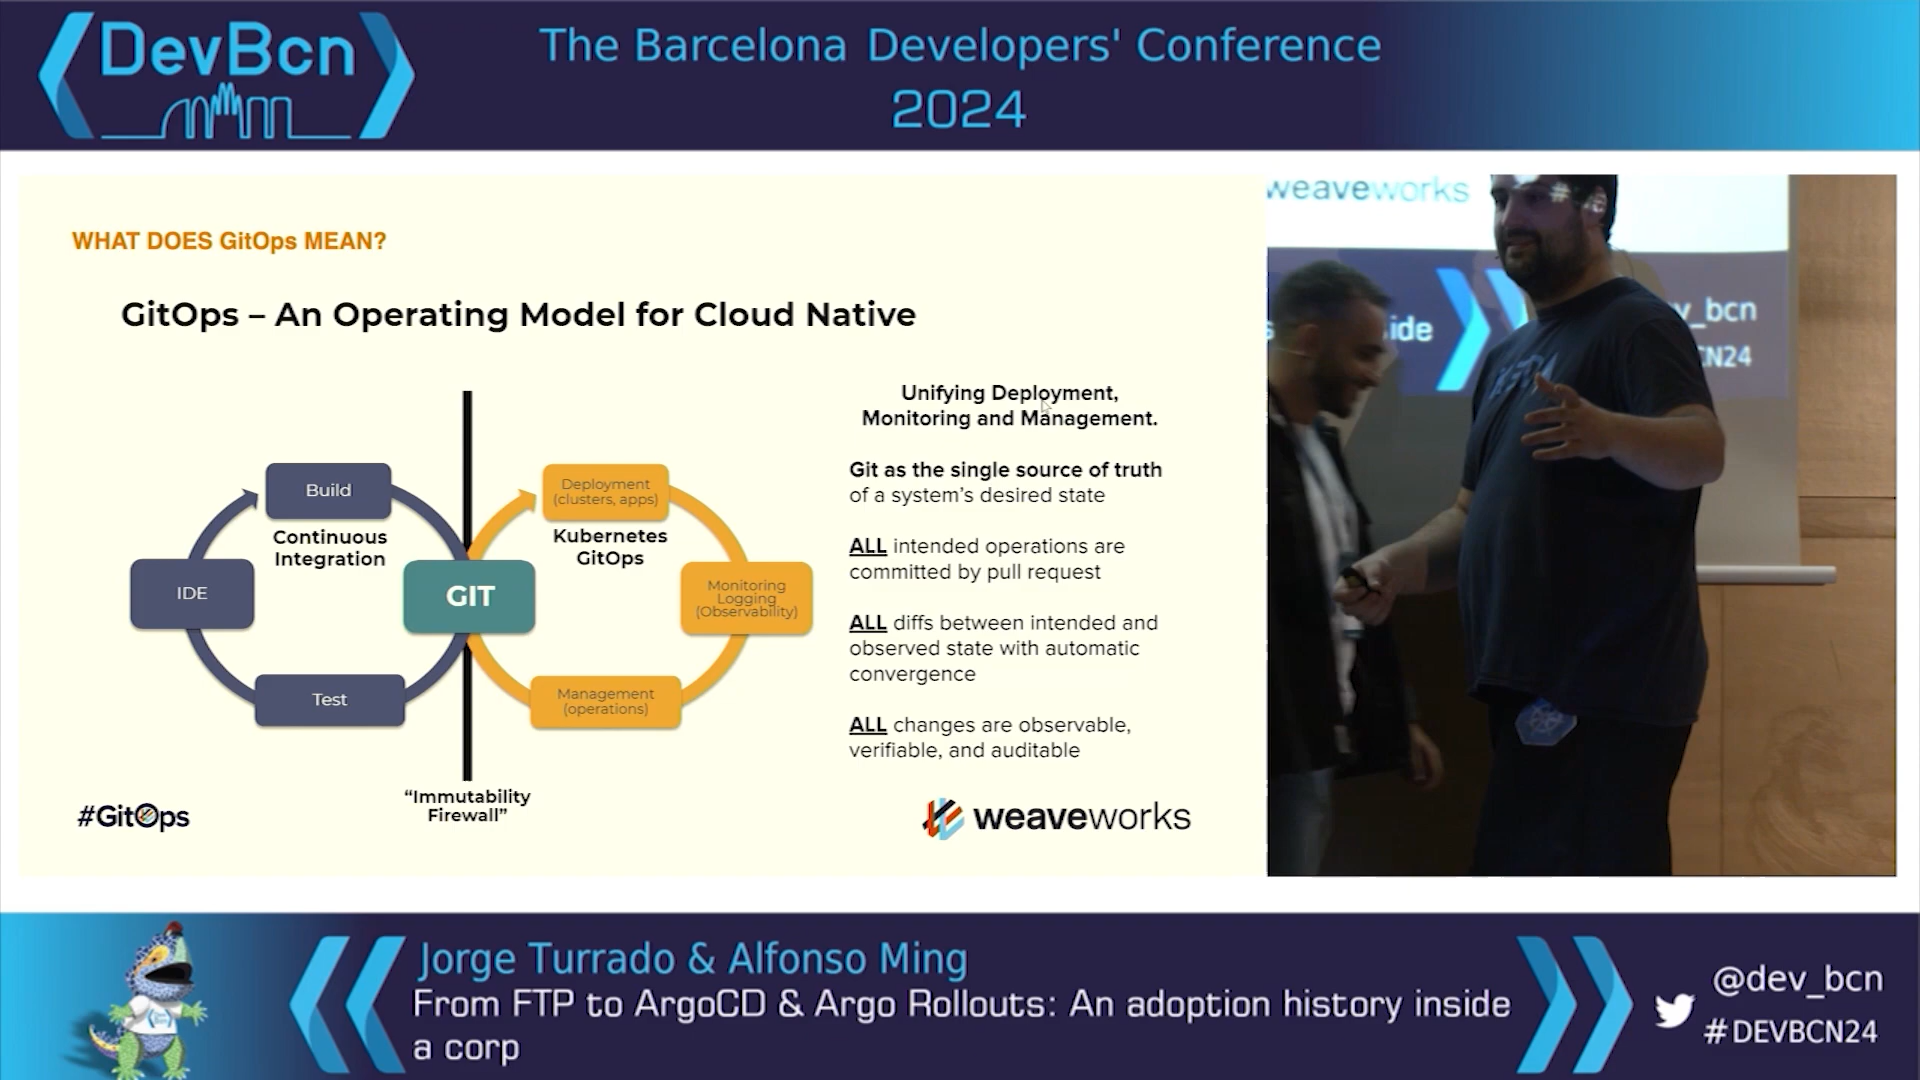 DevBcn
The Barcelona Developers' Conference
2024
WHAT DOES GitOps MEAN?
GitOps – An Operating Model for Cloud Native
Build
Continuous
Integration
IDE
Test
GIT
Deployment
(clusters, apps)
Kubernetes
GitOps
Monitoring
Logging
(Observability)
Management
(operations)
“Immutability
Firewall”
#GitOps
Unifying Deployment,
Monitoring and Management.
Git as the single source of truth
of a system’s desired state
ALL intended operations are
committed by pull request
ALL diffs between intended and
observed state with automatic
convergence
ALL changes are observable,
verifiable, and auditable
weaveworks
weaveworks
side
v_bcn
CN24
Jorge Turrado & Alfonso Ming
From FTP to ArgoCD & Argo Rollouts: An adoption history inside
a corp
@dev_bcn
#DEVBCN24